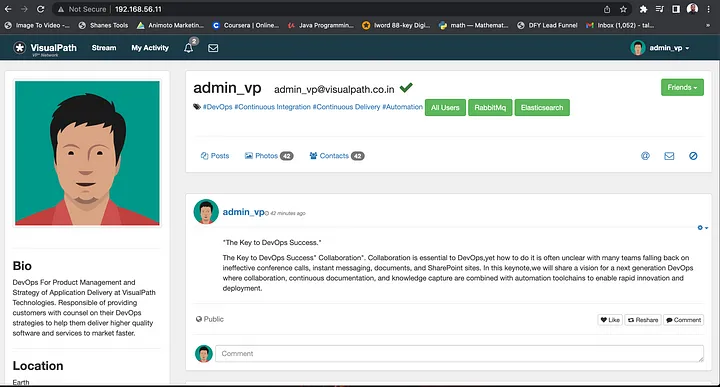 Not Secure | 192.168.56.11
Image To Video -... Shanes Tools Animoto Marketin... Coursera | Online... Java Programmin... lword 88-key Digi... math — Mathemat... DFY Lead Funnel Inbox (1,052) - tal... »
VisualPath Stream My Activity 2 admin_vp
VP™ Network
admin_vp admin_vp@visualpath.co.in Friends
#DevOps #Continuous Integration #Continuous Delivery #Automation All Users RabbitMq Elasticsearch
Posts Photos 42 Contacts 42 @
admin_vp 42 minutes ago
"The Key to DevOps Success."
The Key to DevOps Success" Collaboration". Collaboration is essential to DevOps,yet how to do it is often unclear with many teams falling back on
ineffective conference calls, instant messaging, documents, and SharePoint sites. In this keynote,we will share a vision for a next generation DevOps
where collaboration, continuous documentation, and knowledge capture are combined with automation toolchains to enable rapid innovation and
deployment.
Public Like Reshare Comment
Comment
Bio
DevOps For Product Management and
Strategy of Application Delivery at VisualPath
Technologies. Responsible of providing
customers with counsel on their DevOps
strategies to help them deliver higher quality
software and services to market faster.
Location
Earth